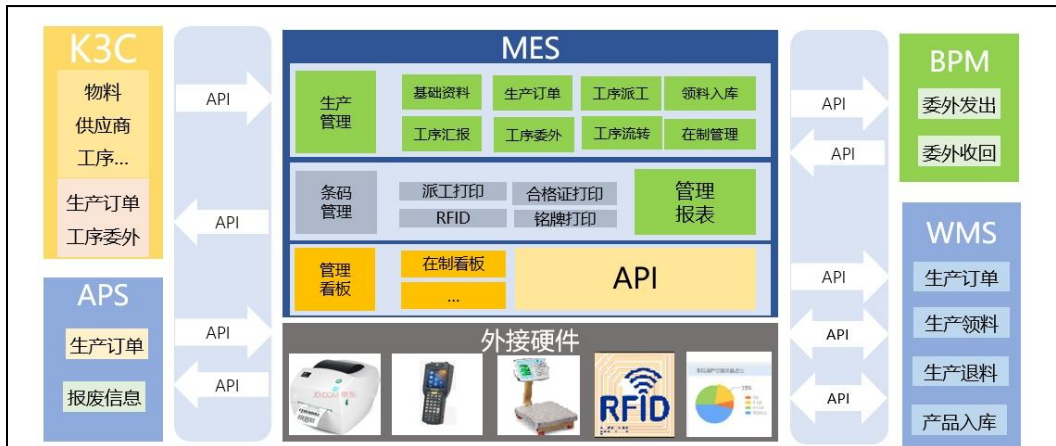 K3C
物料
供应商
工序...
生产订单
工序委外
APS
生产订单
报废信息
API
API
API
API
MES
生产
管理
基础资料
生产订单
工序派工
领料入库
工序汇报
工序委外
工序流转
在制管理
条码
管理
派工打印
合格证打印
RFID
铭牌打印
管理
报表
管理
看板
在制看板
...
API
外接硬件
JD.COM 京东
RFID
API
API
API
API
API
BPM
委外发出
委外收回
WMS
生产订单
生产领料
生产退料
产品入库